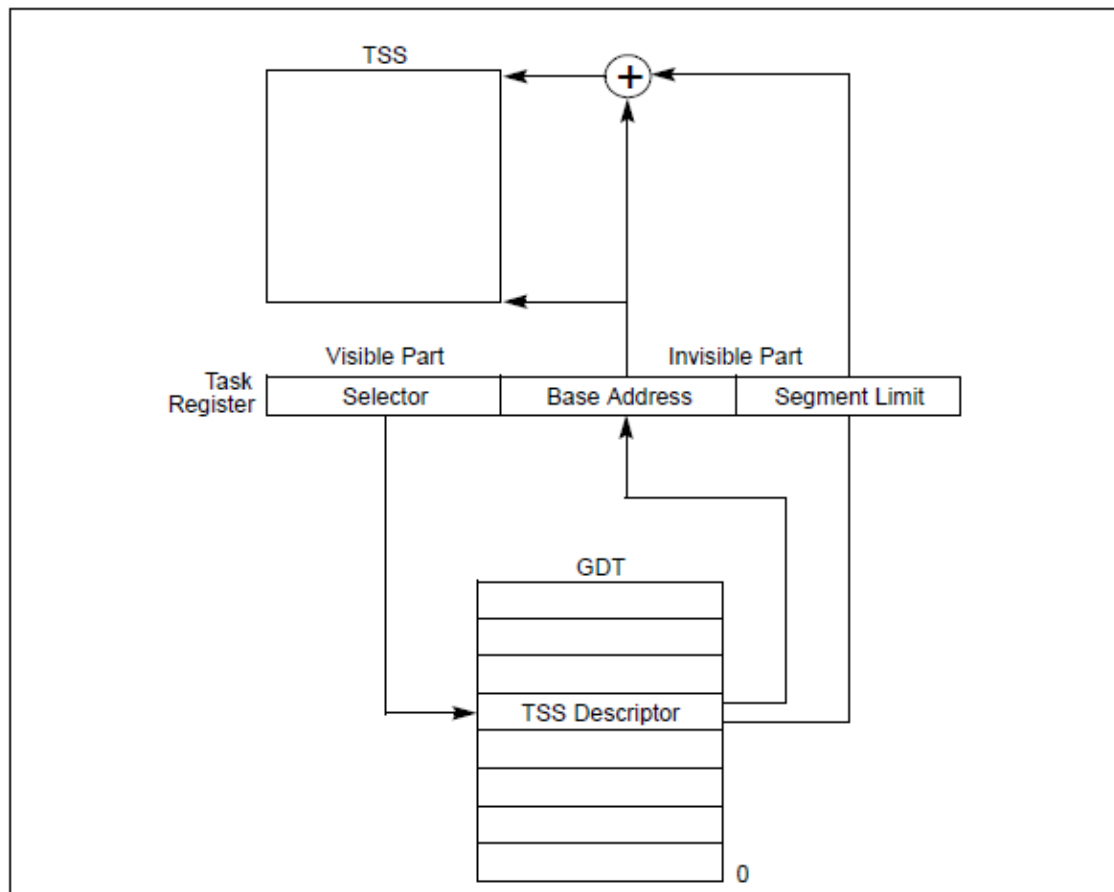 TSS
+
Visible Part
Invisible Part
Task
Register
Selector
Base Address
Segment Limit
GDT
TSS Descriptor
0